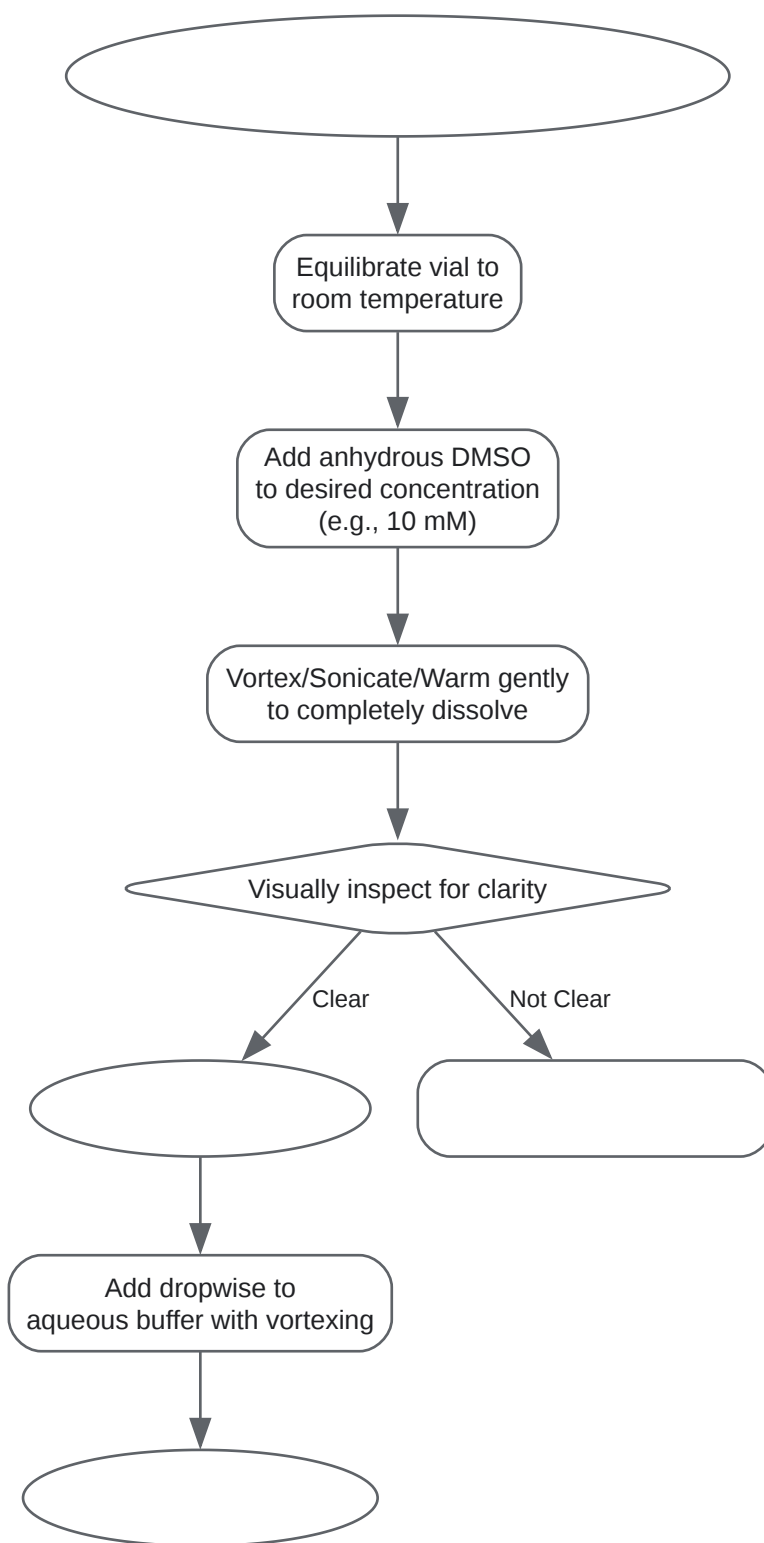 Equilibrate vial to
room temperature
Add anhydrous DMSO
to desired concentration
(e.g., 10 mM)
Vortex/Sonicate/Warm gently
to completely dissolve
Visually inspect for clarity
Clear
Not Clear
Add dropwise to
aqueous buffer with vortexing